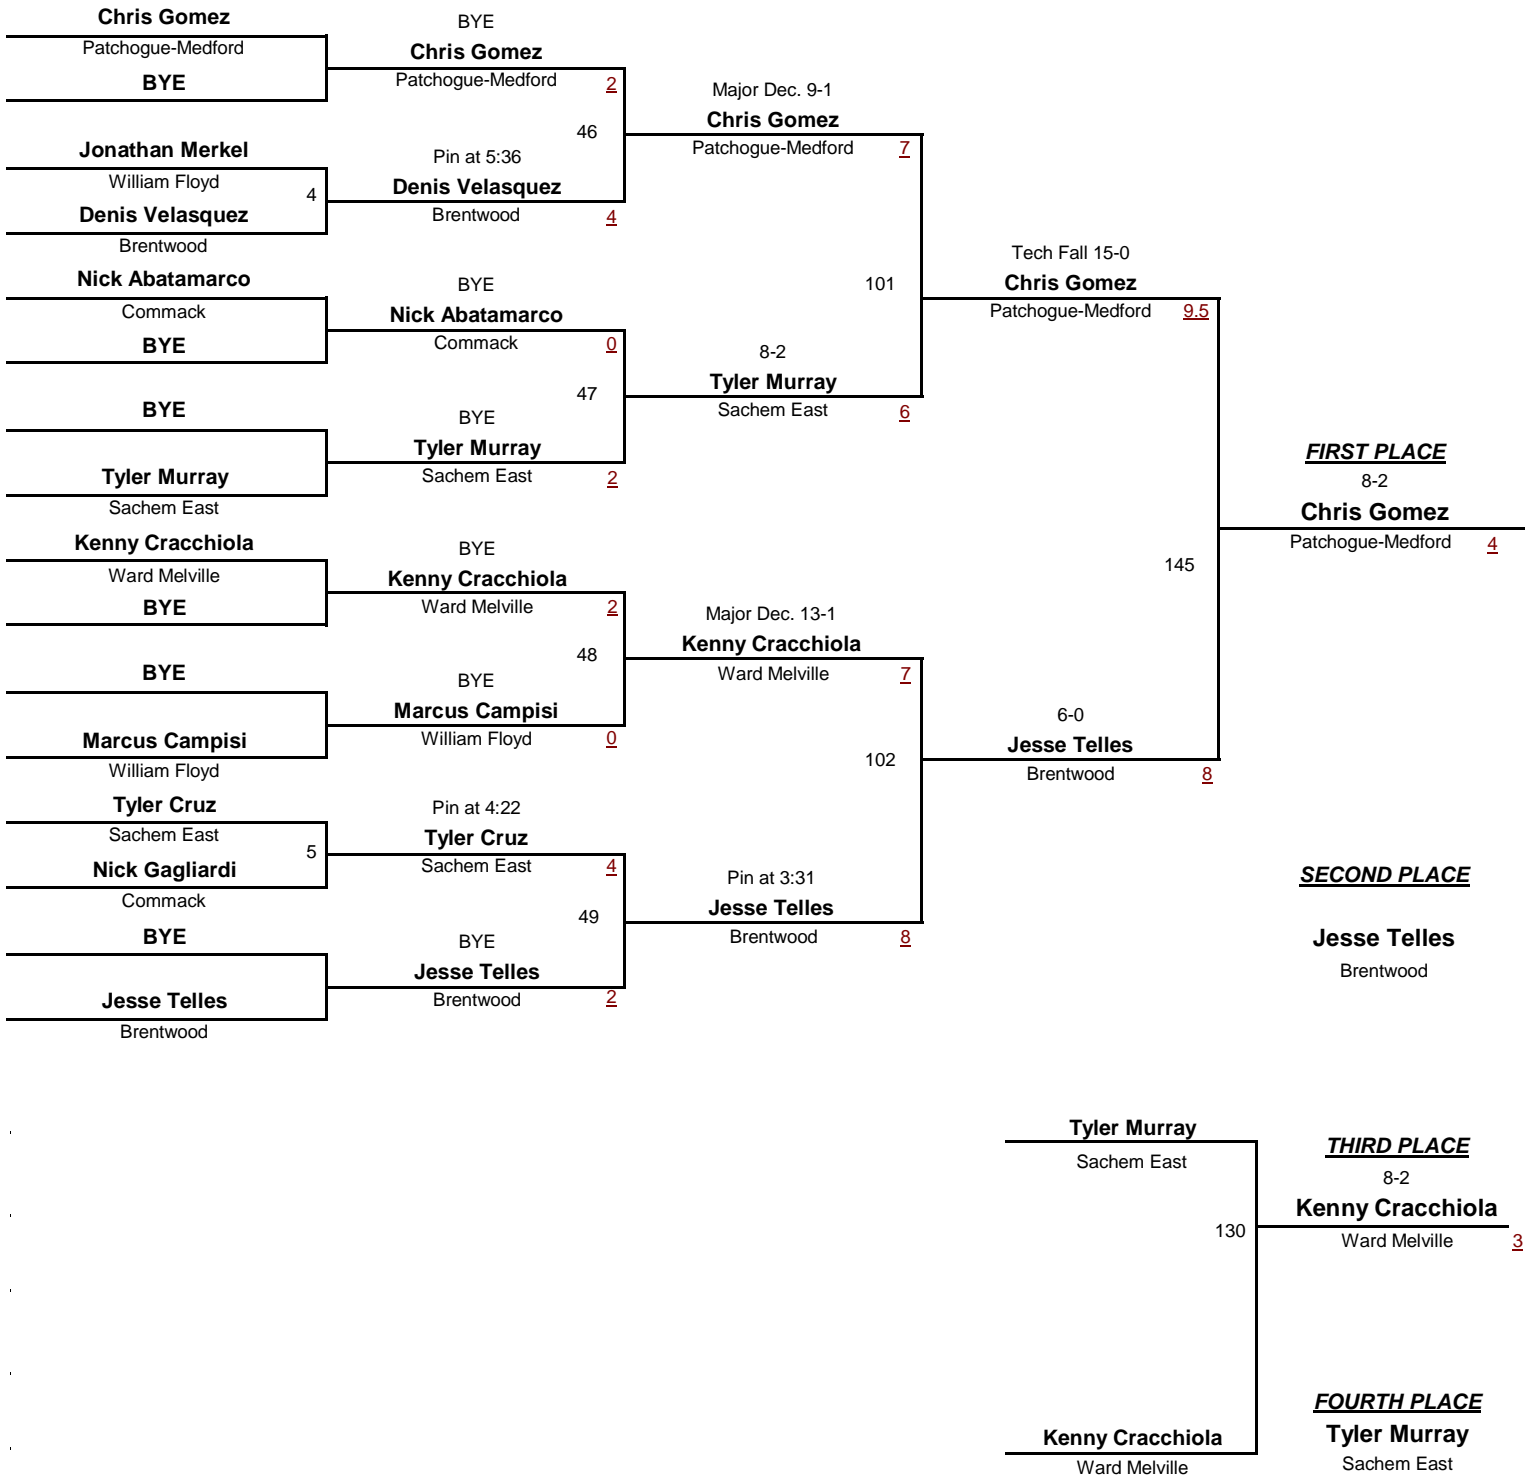 Chris Gomez
Patchogue-Medford
BYE
Jonathan Merkel
William Floyd
4
Denis Velasquez
Brentwood
Nick Abatamarco
Commack
BYE
BYE
Tyler Murray
Sachem East
Kenny Cracchiola
Ward Melville
BYE
BYE
Marcus Campisi
William Floyd
Tyler Cruz
Sachem East
5
Nick Gagliardi
Commack
BYE
Jesse Telles
Brentwood
BYE
Chris Gomez
Patchogue-Medford
2
46
Pin at 5:36
Denis Velasquez
Brentwood
4
BYE
Nick Abatamarco
Commack
0
47
BYE
Tyler Murray
Sachem East
2
BYE
Kenny Cracchiola
Ward Melville
2
48
BYE
Marcus Campisi
William Floyd
0
Pin at 4:22
Tyler Cruz
Sachem East
4
49
BYE
Jesse Telles
Brentwood
2
Major Dec. 9-1
Chris Gomez
Patchogue-Medford
7
101
8-2
Tyler Murray
Sachem East
6
Major Dec. 13-1
Kenny Cracchiola
Ward Melville
7
102
Pin at 3:31
Jesse Telles
Brentwood
8
Tech Fall 15-0
Chris Gomez
Patchogue-Medford
9.5
145
6-0
Jesse Telles
Brentwood
8
FIRST PLACE
8-2
Chris Gomez
Patchogue-Medford
4
SECOND PLACE
Jesse Telles
Brentwood
Tyler Murray
Sachem East
130
Kenny Cracchiola
Ward Melville
THIRD PLACE
8-2
Kenny Cracchiola
Ward Melville
3
FOURTH PLACE
Tyler Murray
Sachem East